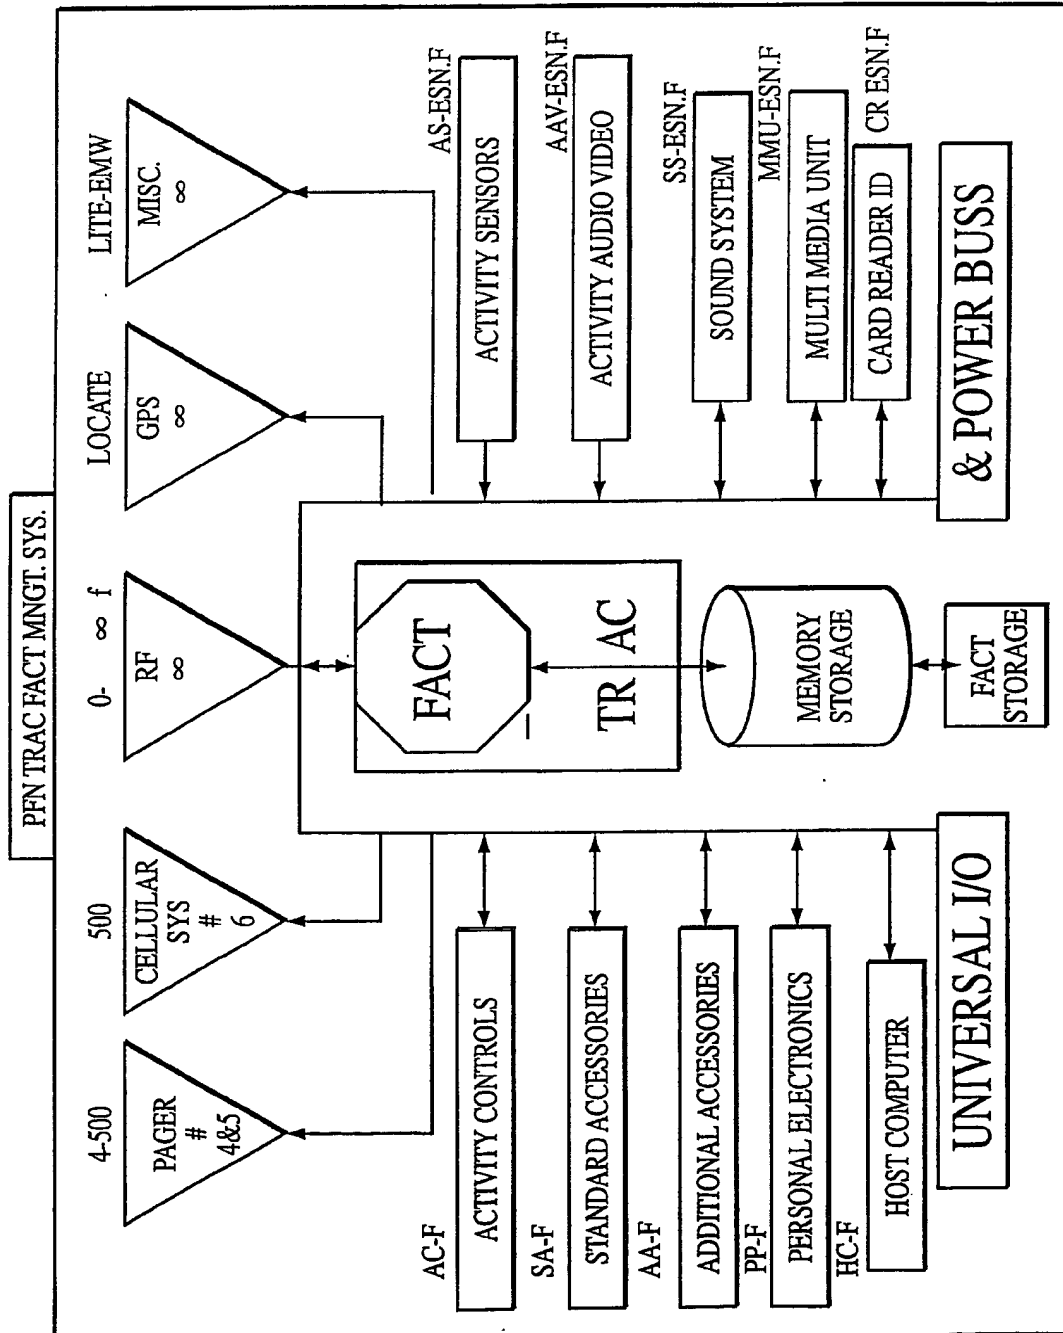 PFN TRAC FACT MNGT. SYS.
4-500
500
0- ∞ f
LOCATE
LITE-EMW
PAGER
#
4&5
CELLULAR
SYS
#
6
RF
∞
GPS
∞
MISC.
∞
AC-F
ACTIVITY CONTROLS
SA-F
STANDARD ACCESSORIES
AA-F
ADDITIONAL ACCESSORIES
PP-F
PERSONAL ELECTRONICS
HC-F
HOST COMPUTER
UNIVERSAL I/O
FACT
TR AC
MEMORY
STORAGE
FACT
STORAGE
AS-ESN.F
ACTIVITY SENSORS
AAV-ESN.F
ACTIVITY AUDIO VIDEO
SS-ESN.F
SOUND SYSTEM
MMU-ESN.F
MULTI MEDIA UNIT
CR ESN.F
CARD READER ID
& POWER BUSS